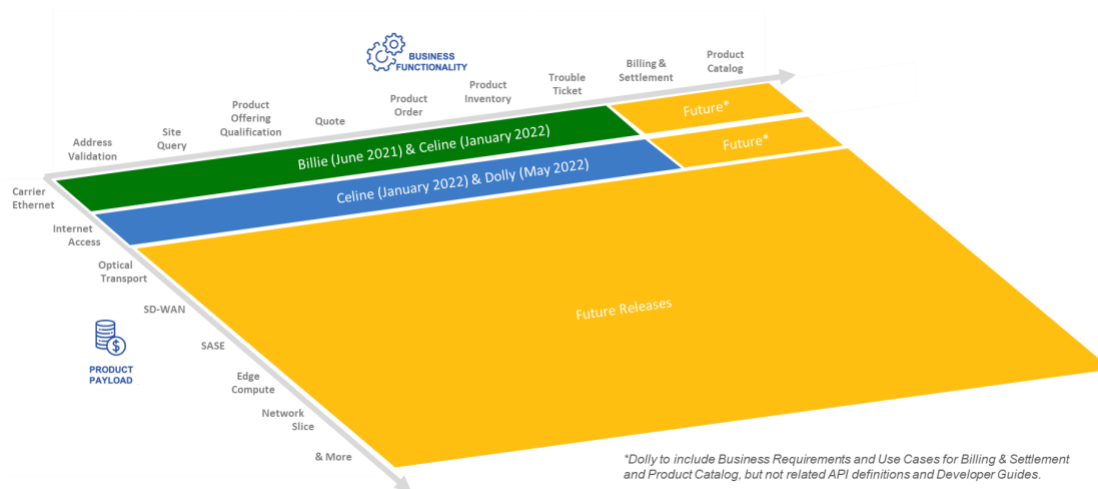 BUSINESS
FUNCTIONALITY
Address
Validation
Site
Query
Product
Offering
Qualification
Quote
Product
Order
Product
Inventory
Trouble
Ticket
Billing &
Settlement
Product
Catalog
Carrier
Ethernet
Billie (June 2021) & Celine (January 2022)
Future*
Internet
Access
Celine (January 2022) & Dolly (May 2022)
Future*
Optical
Transport
SD-WAN
SASE
Edge
Compute
Network
Slice
& More
Future Releases
PRODUCT
PAYLOAD
*Dolly to include Business Requirements and Use Cases for Billing & Settlement
and Product Catalog, but not related API definitions and Developer Guides.